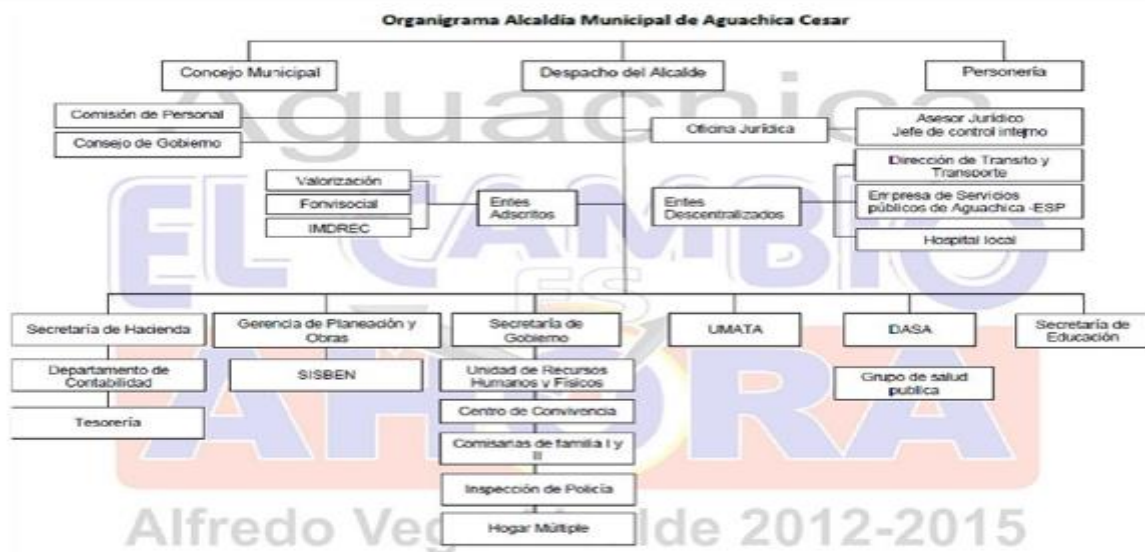 Organigrama Alcaldía Municipal de Aguachica Cesar
Concejo Municipal
Despacho del Alcalde
Personería
Aguachica
Comisión de Personal
Consejo de Gobierno
Oficina Jurídica
Asesor Jurídico
Jefe de control interno
Valorización
Fonvisocial
IMDREC
Entes
Adscritos
Entes
Descentralizados
Dirección de Transito y
Transporte
Empresa de Servicios
públicos de Aguachica -ESP
Hospital local
EL CAMBIO
ES
AHORA
Secretaría de Hacienda
Gerencia de Planeación y
Obras
Secretaría de
Gobierno
UMATA
DASA
Secretaría de
Educación
Departamento de
Contabilidad
SISBEN
Unidad de Recursos
Humanos y Físicos
Grupo de salud
publica
Tesorería
Centro de Convivencia
Comisarias de familia I y
II
Inspección de Policía
Hogar Múltiple
Alfredo Vega Alcalde 2012-2015